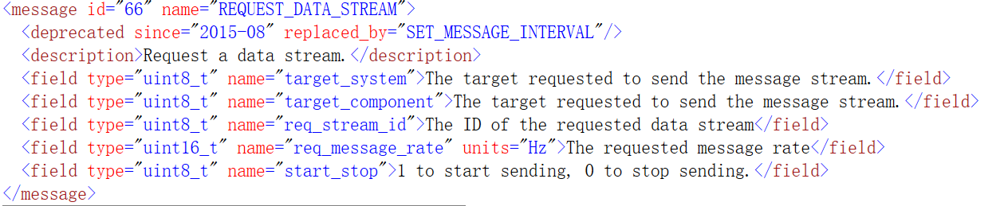 <message id="66" name="REQUEST_DATA_STREAM">
<deprecated since="2015-08" replaced_by="SET_MESSAGE_INTERVAL"/>
<description>Request a data stream.</description>
<field type="uint8_t" name="target_system">The target requested to send the message stream.</field>
<field type="uint8_t" name="target_component">The target requested to send the message stream.</field>
<field type="uint8_t" name="req_stream_id">The ID of the requested data stream</field>
<field type="uint16_t" name="req_message_rate" units="Hz">The requested message rate</field>
<field type="uint8_t" name="start_stop">1 to start sending, 0 to stop sending.</field>
</message>